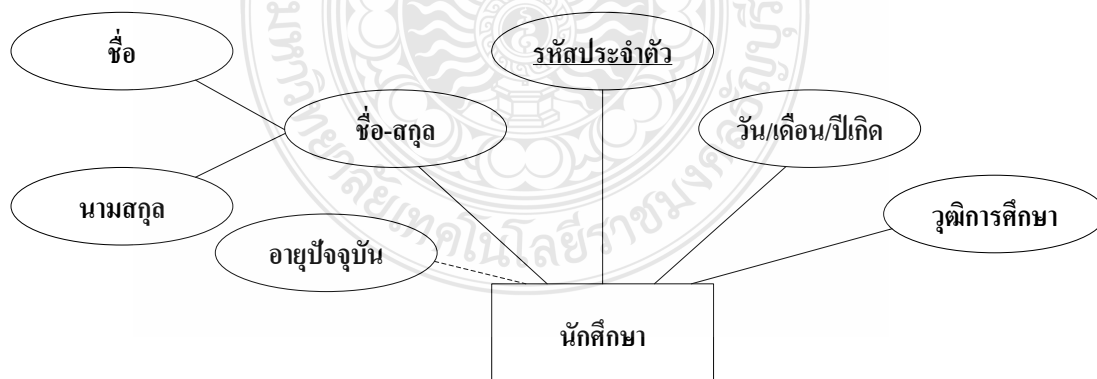 ชื่อ
รหัสประจำตัว
ชื่อ-สกุล
วัน/เดือน/ปีเกิด
นามสกุล
วุฒิการศึกษา
อายุปัจจุบัน
นักศึกษา